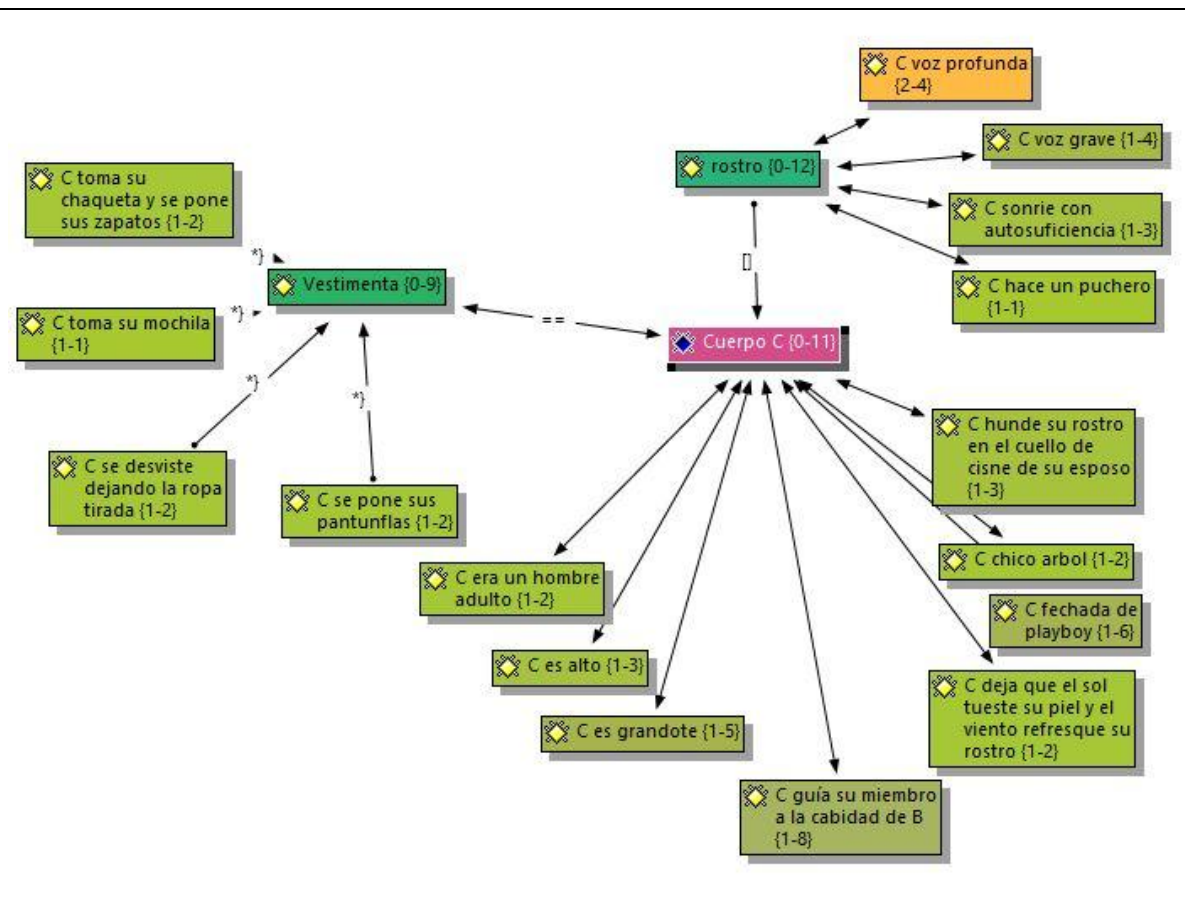 C voz profunda
{2-4}
C voz grave {1-4}
rostro {0-12}
C toma su
chaqueta y se pone
sus zapatos {1-2}
C sonrie con
autosuficiencia {1-3}
*}
[]
Vestimenta {0-9}
C hace un puchero
{1-1}
*}
C toma su mochila
{1-1}
==
Cuerpo C {0-11}
*}
*}
C hunde su rostro
en el cuello de
cisne de su esposo
{1-3}
C se desviste
dejando la ropa
tirada {1-2}
C se pone sus
pantunflas {1-2}
C chico arbol {1-2}
C era un hombre
adulto {1-2}
C fechada de
playboy {1-6}
C es alto {1-3}
C deja que el sol
tueste su piel y el
viento refresque su
rostro {1-2}
C es grandote {1-5}
C guía su miembro
a la cabidad de B
{1-8}